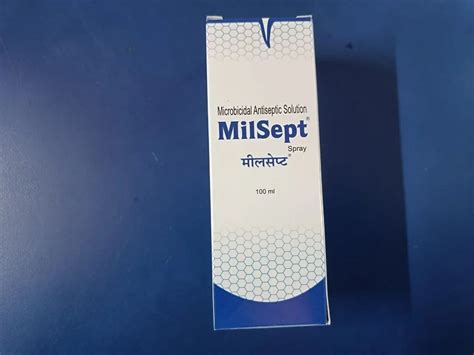 Microbicidal Antiseptic Solution
MilSept®
Spray
मीलसेप्ट®
100 ml